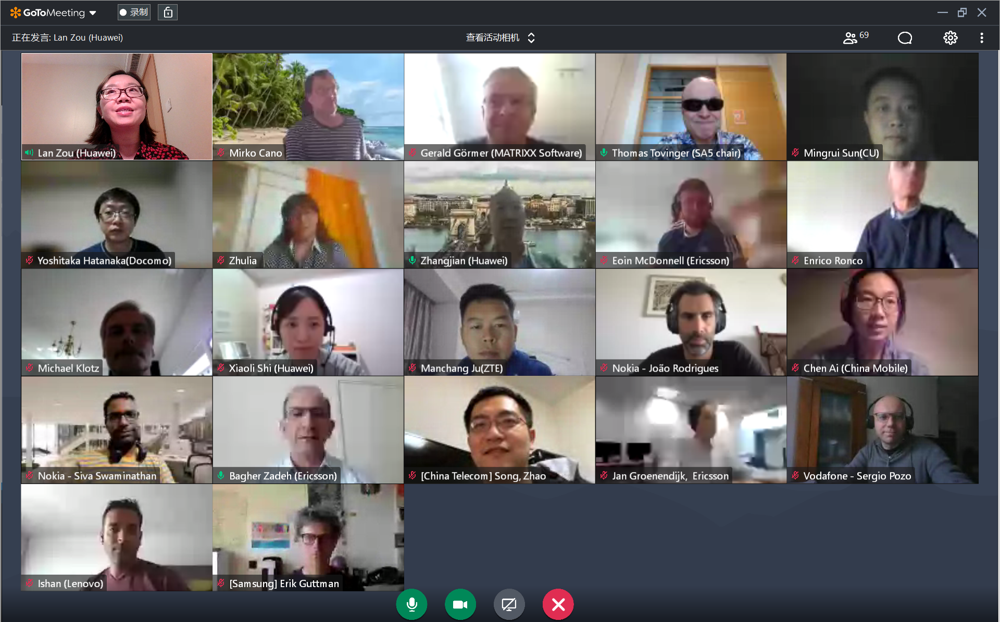 GoToMeeting
录制
正在发言: Lan Zou (Huawei)
查看活动相机
69
Lan Zou (Huawei)
Mirko Cano
Gerald Görmer (MATRIXX Software)
Thomas Tovinger (SA5 chair)
Mingrui Sun(CU)
Yoshitaka Hatanaka(Docomo)
Zhulia
Zhangjian (Huawei)
Eoin McDonnell (Ericsson)
Enrico Ronco
Michael Klotz
Xiaoli Shi (Huawei)
Manchang Ju(ZTE)
Nokia - João Rodrigues
Chen Ai (China Mobile)
Nokia - Siva Swaminathan
Bagher Zadeh (Ericsson)
[China Telecom] Song, Zhao
Jan Groenendijk, Ericsson
Vodafone - Sergio Pozo
Ishan (Lenovo)
[Samsung] Erik Guttman